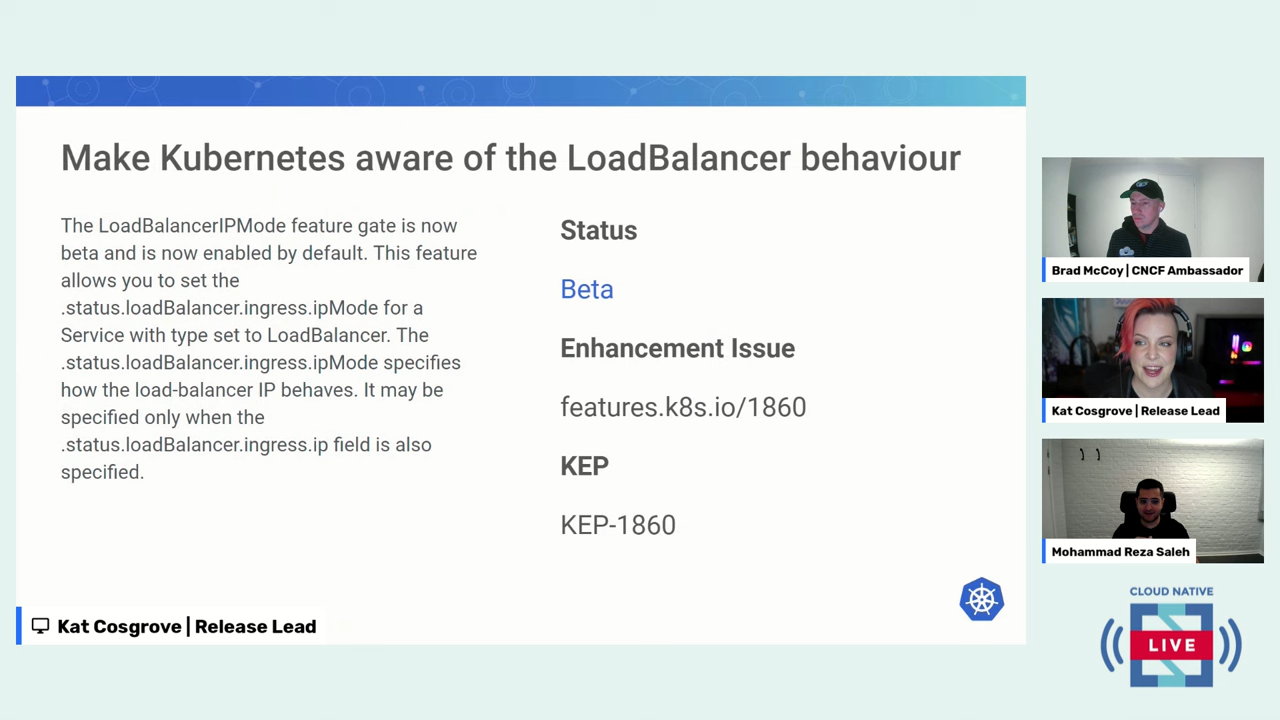 Make Kubernetes aware of the LoadBalancer behaviour
The LoadBalancerIPMode feature gate is now
beta and is now enabled by default. This feature
allows you to set the
.status.loadBalancer.ingress.ipMode for a
Service with type set to LoadBalancer. The
.status.loadBalancer.ingress.ipMode specifies
how the load-balancer IP behaves. It may be
specified only when the
.status.loadBalancer.ingress.ip field is also
specified.
Status
Beta
Enhancement Issue
features.k8s.io/1860
KEP
KEP-1860
Kat Cosgrove | Release Lead
Brad McCoy | CNCF Ambassador
Kat Cosgrove | Release Lead
Mohammad Reza Saleh
CLOUD NATIVE
LIVE